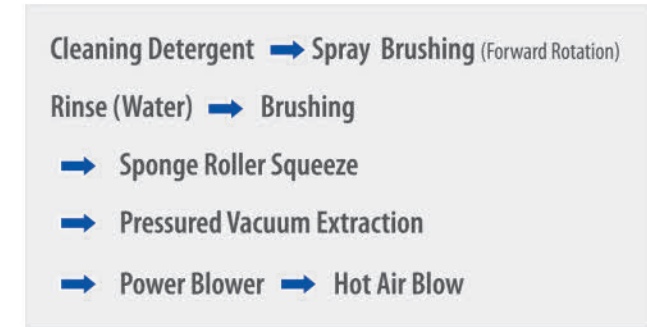 Cleaning Detergent ➡ Spray Brushing (Forward Rotation)
Rinse (Water) ➡ Brushing
➡ Sponge Roller Squeeze
➡ Pressured Vacuum Extraction
➡ Power Blower ➡ Hot Air Blow